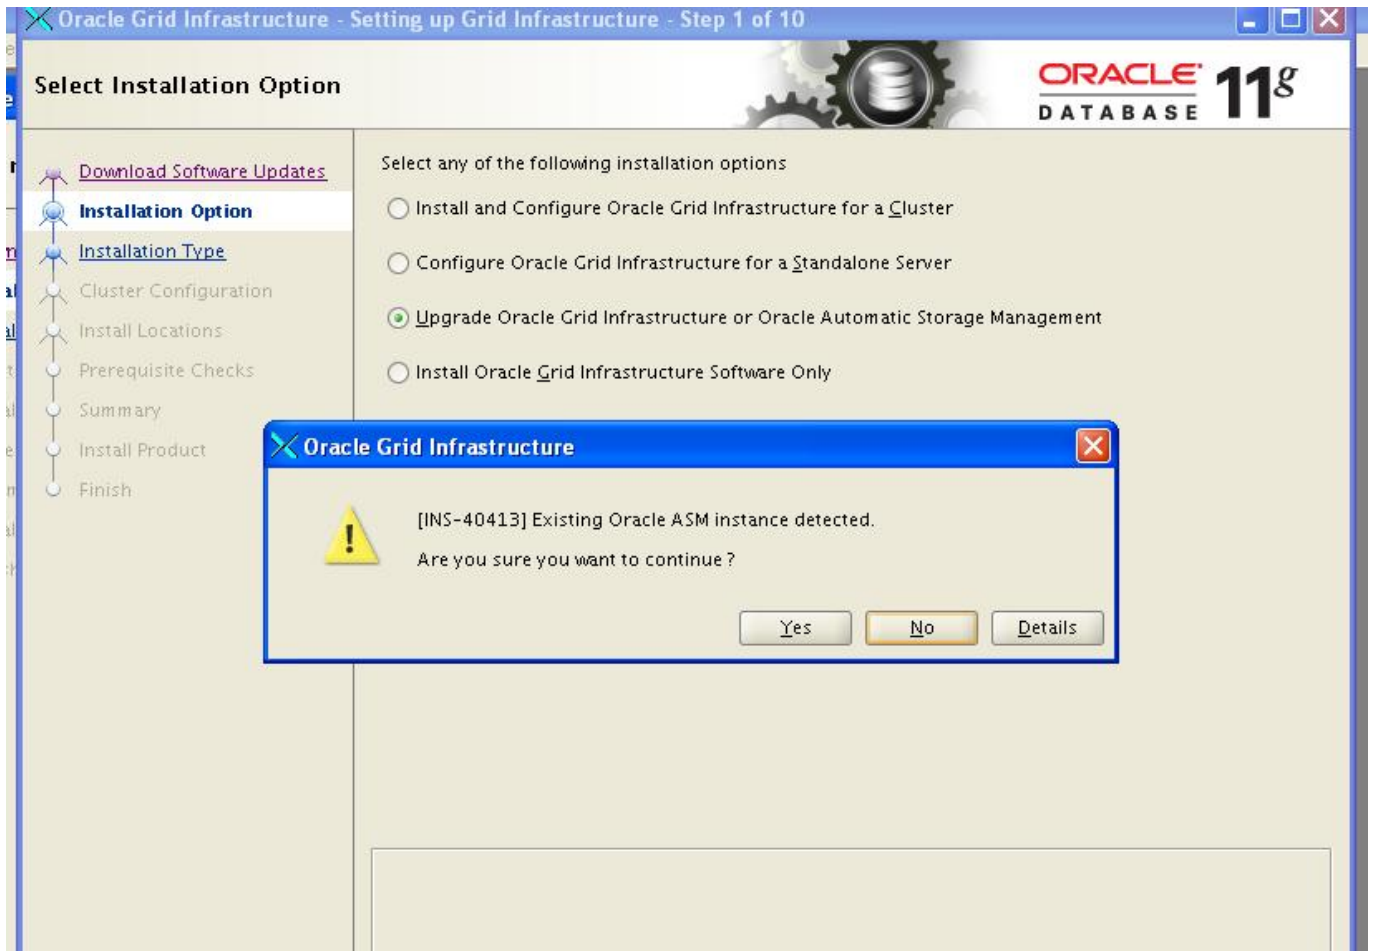 Oracle Grid Infrastructure - Setting up Grid Infrastructure - Step 1 of 10
Select Installation Option
ORACLE
DATABASE
11g
Download Software Updates
Installation Option
Installation Type
Cluster Configuration
Install Locations
Prerequisite Checks
Summary
Install Product
Finish
Select any of the following installation options
Install and Configure Oracle Grid Infrastructure for a Cluster
Configure Oracle Grid Infrastructure for a Standalone Server
Upgrade Oracle Grid Infrastructure or Oracle Automatic Storage Management
Install Oracle Grid Infrastructure Software Only
Oracle Grid Infrastructure
[INS-40413] Existing Oracle ASM instance detected.
Are you sure you want to continue?
Yes
No
Details